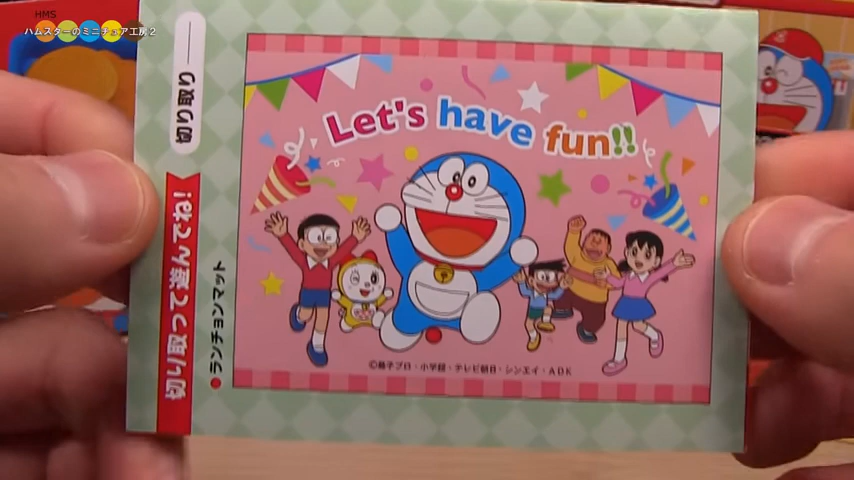 HMS
ハムスターのミニチュア工房2
切り取り
切り取って遊んでね!
●ランチョンマット
Let's have fun!!
©藤子プロ・小学館・テレビ朝日・シンエイ・ADK